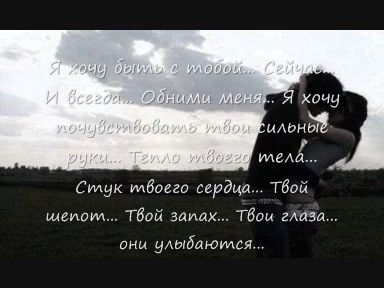 Я хочу быть с тобой... Сейчас...
И всегда... Обними меня... Я хочу
почувствовать твои сильные
руки... Тепло твоего тела...
Стук твоего сердца... Твой
шепот... Твой запах... Твои глаза...
они улыбаются...